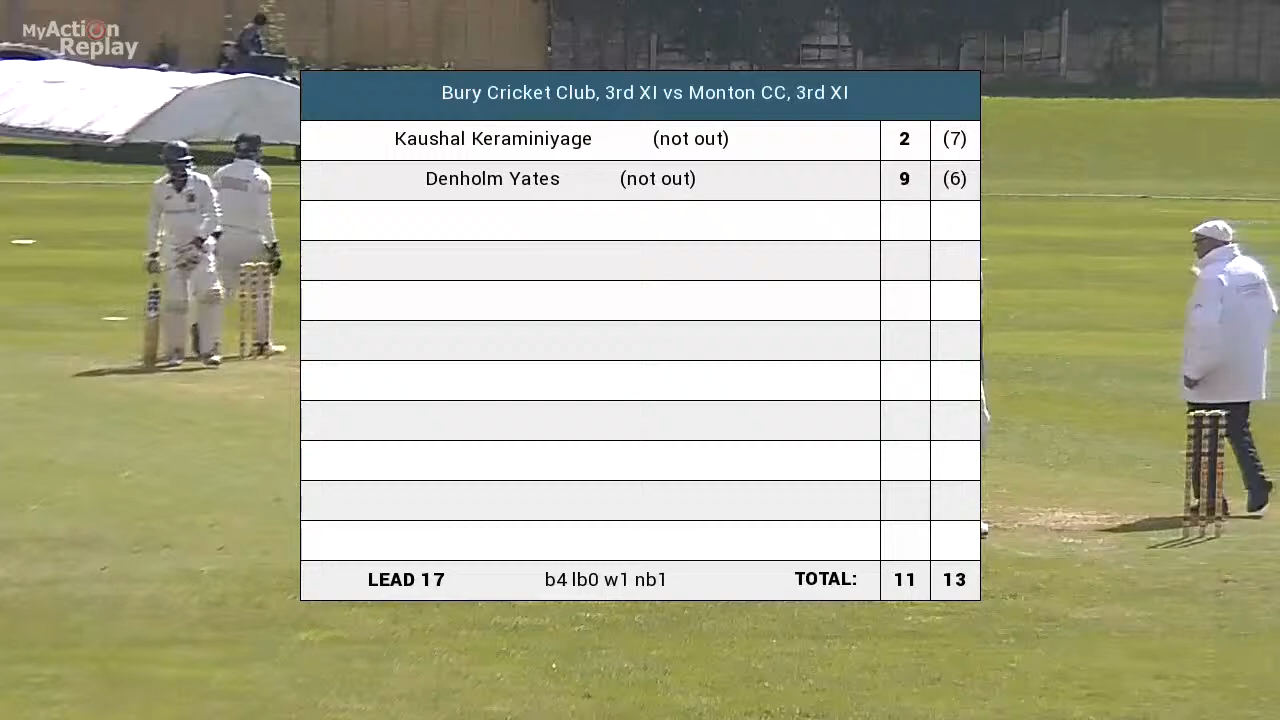 MyAction
Replay
Bury Cricket Club, 3rd XI vs Monton CC, 3rd XI
Kaushal Keraminiyage (not out) 2 (7)
Denholm Yates (not out) 9 (6)
LEAD 17 b4 lb0 w1 nb1 TOTAL: 11 13